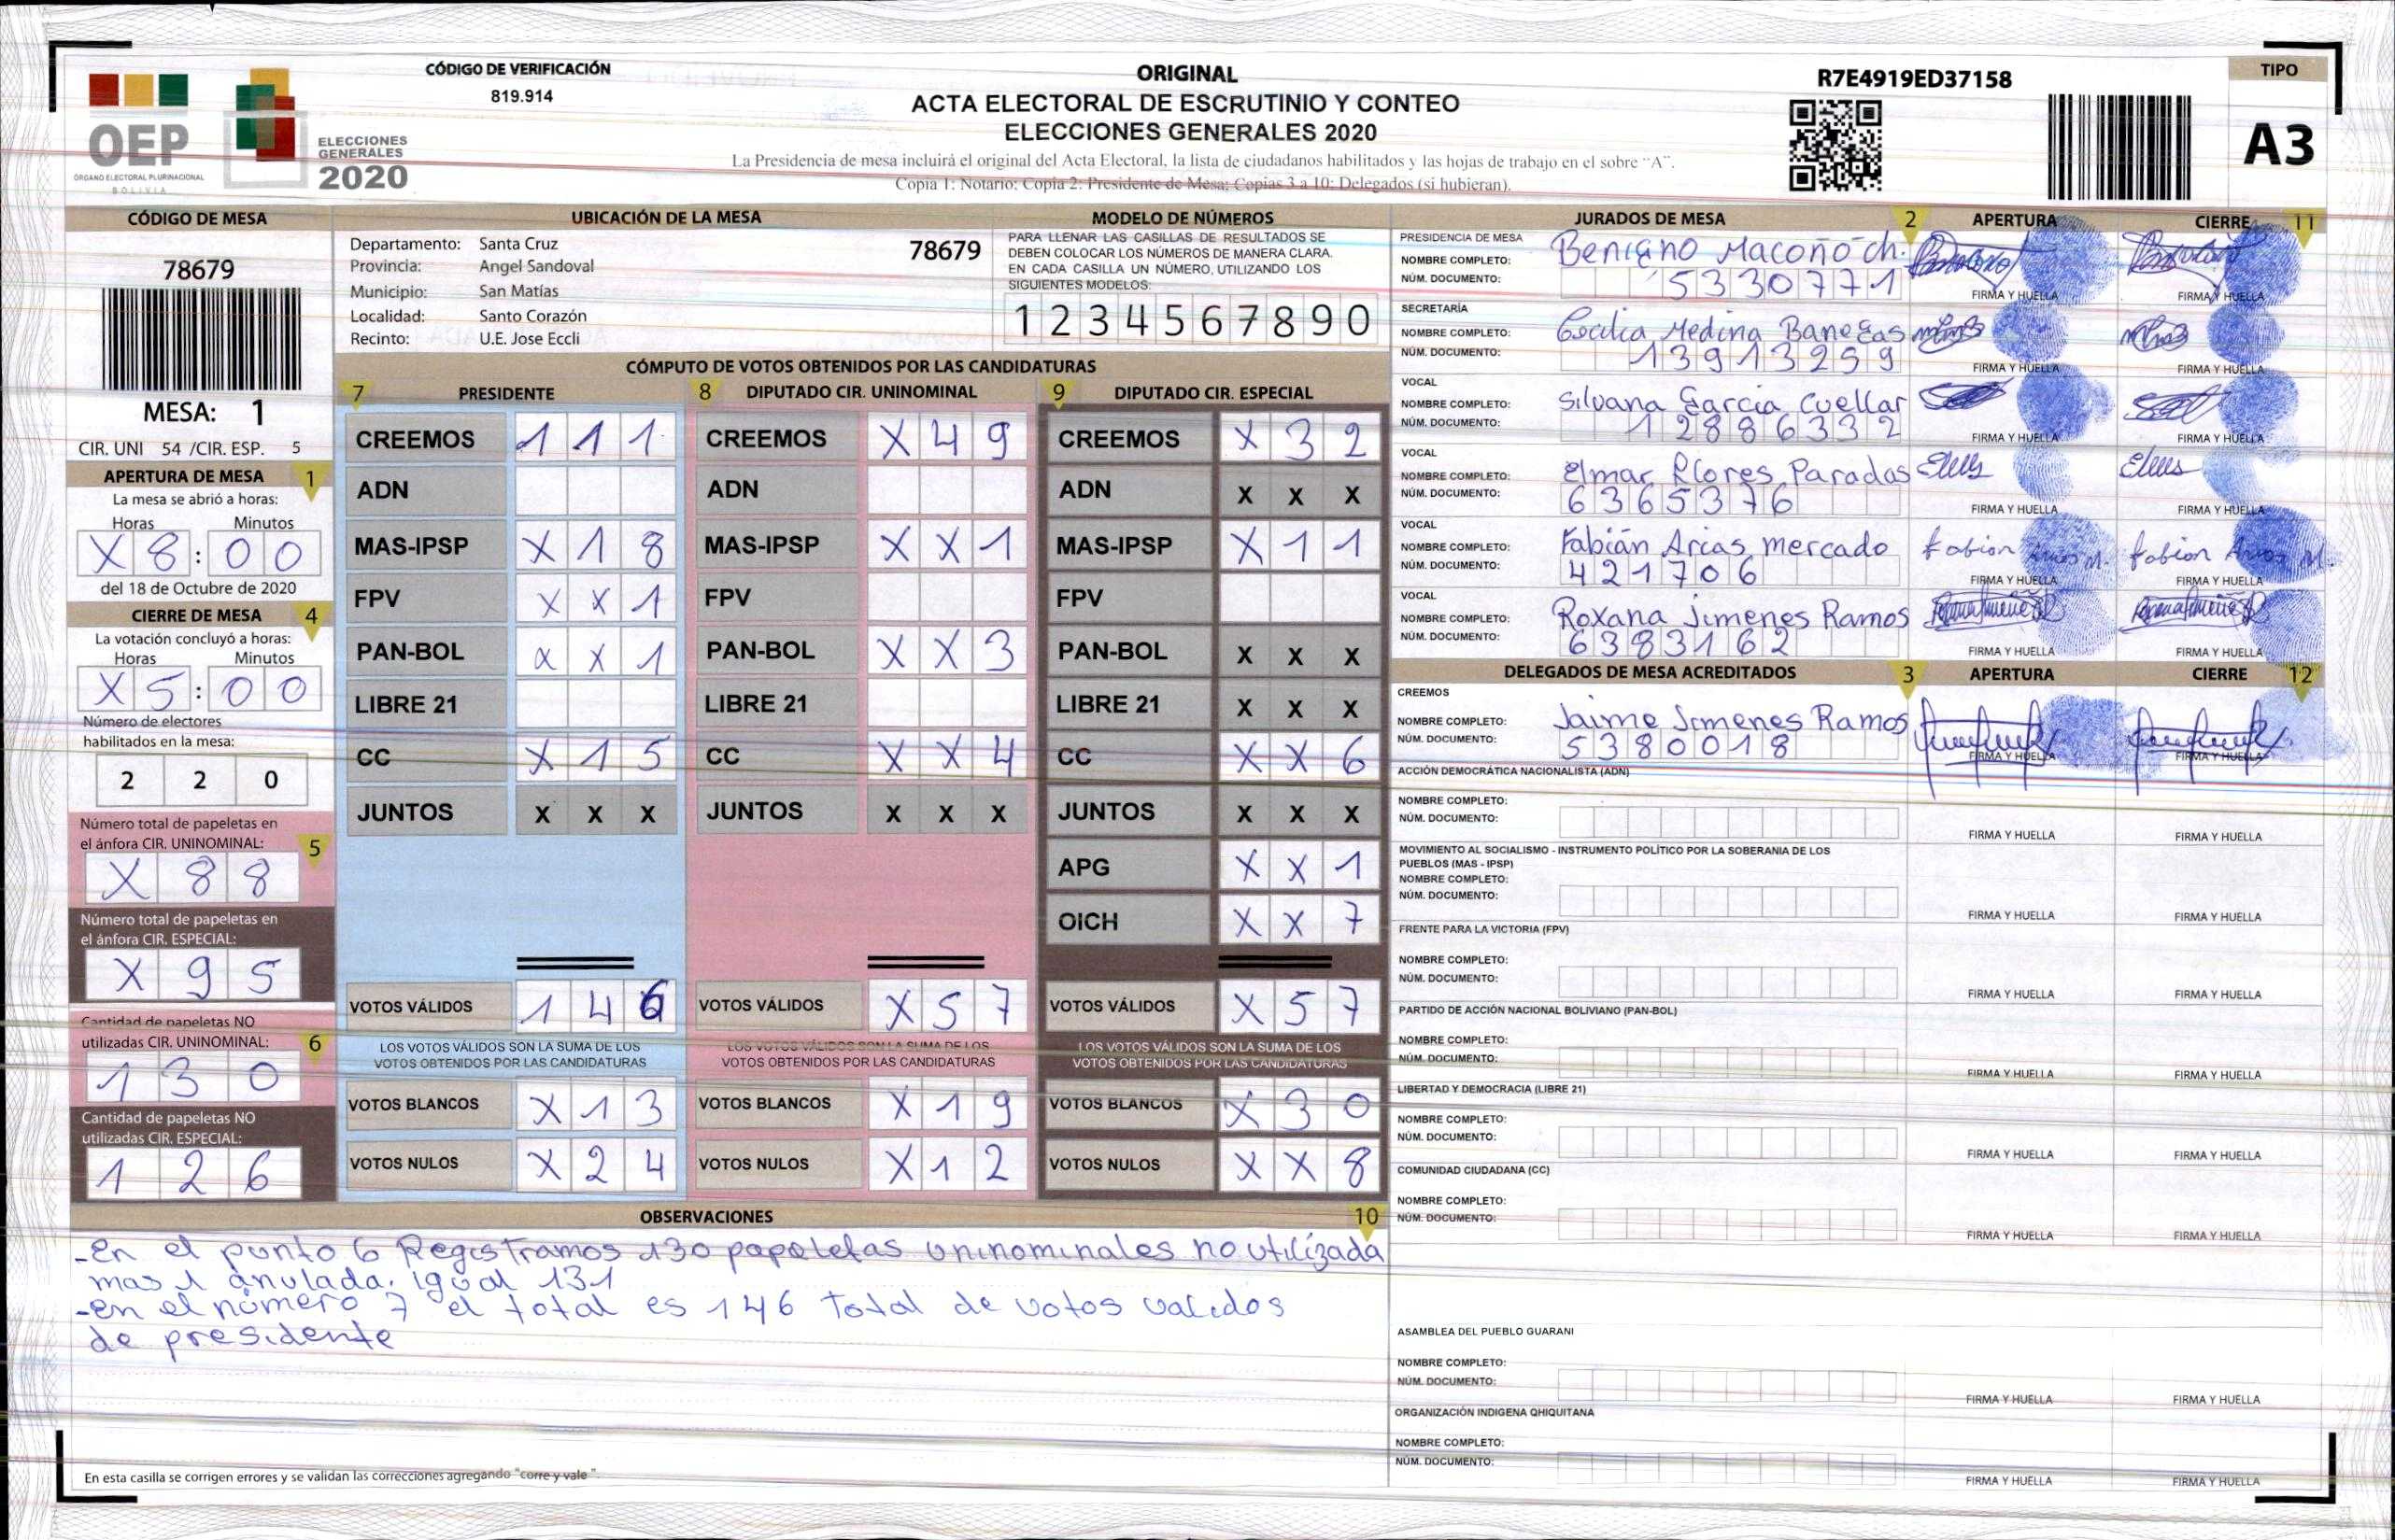 CÓDIGO DE VERIFICACIÓN
819.914
OEP
ÓRGANO ELECTORAL PLURINACIONAL
BOLIVIA
ELECCIONES
GENERALES
2020
ORIGINAL
ACTA ELECTORAL DE ESCRUTINIO Y CONTEO
ELECCIONES GENERALES 2020
La Presidencia de mesa incluirá el original del Acta Electoral, la lista de ciudadanos habilitados y las hojas de trabajo en el sobre "A".
Copia 1: Notario; Copia 2: Presidente de Mesa; Copias 3 a 10: Delegados (si hubieran).
R7E4919ED37158
TIPO
A3
CÓDIGO DE MESA
78679
MESA: 1
CIR. UNI 54 /CIR. ESP. 5
APERTURA DE MESA 1
La mesa se abrió a horas:
Horas Minutos
X 8 : 0 0
del 18 de Octubre de 2020
CIERRE DE MESA 4
La votación concluyó a horas:
Horas Minutos
X 5 : 0 0
Número de electores
habilitados en la mesa:
2 2 0
Número total de papeletas en
el ánfora CIR. UNINOMINAL: 5
X 8 8
Número total de papeletas en
el ánfora CIR. ESPECIAL:
X 9 5
Cantidad de papeletas NO
utilizadas CIR. UNINOMINAL: 6
1 3 0
Cantidad de papeletas NO
utilizadas CIR. ESPECIAL:
1 2 6
UBICACIÓN DE LA MESA
Departamento: Santa Cruz 78679
Provincia: Angel Sandoval
Municipio: San Matías
Localidad: Santo Corazón
Recinto: U.E. Jose Eccli
MODELO DE NÚMEROS
PARA LLENAR LAS CASILLAS DE RESULTADOS SE
DEBEN COLOCAR LOS NÚMEROS DE MANERA CLARA.
EN CADA CASILLA UN NÚMERO, UTILIZANDO LOS
SIGUIENTES MODELOS:
1 2 3 4 5 6 7 8 9 0
CÓMPUTO DE VOTOS OBTENIDOS POR LAS CANDIDATURAS
7 PRESIDENTE
CREEMOS 1 1 1
ADN
MAS-IPSP X 1 8
FPV X X 1
PAN-BOL X X 1
LIBRE 21
CC X 1 5
JUNTOS X X X
VOTOS VÁLIDOS 1 4 6
LOS VOTOS VÁLIDOS SON LA SUMA DE LOS
VOTOS OBTENIDOS POR LAS CANDIDATURAS
VOTOS BLANCOS X 1 3
VOTOS NULOS X 2 4
8 DIPUTADO CIR. UNINOMINAL
CREEMOS X 4 9
ADN
MAS-IPSP X X 1
FPV
PAN-BOL X X 3
LIBRE 21
CC X X 4
JUNTOS X X X
VOTOS VÁLIDOS X 5 7
LOS VOTOS VÁLIDOS SON LA SUMA DE LOS
VOTOS OBTENIDOS POR LAS CANDIDATURAS
VOTOS BLANCOS X 1 9
VOTOS NULOS X 1 2
9 DIPUTADO CIR. ESPECIAL
CREEMOS X 3 2
ADN X X X
MAS-IPSP X 1 1
FPV
PAN-BOL X X X
LIBRE 21 X X X
CC X X 6
JUNTOS X X X
APG X X 1
OICH X X 7
VOTOS VÁLIDOS X 5 7
LOS VOTOS VÁLIDOS SON LA SUMA DE LOS
VOTOS OBTENIDOS POR LAS CANDIDATURAS
VOTOS BLANCOS X 3 0
VOTOS NULOS X X 8
OBSERVACIONES 10
-En el punto 6 Registramos 130 papeletas uninominales no utilizada
mas 1 anulada. igual 131
-en el número 7 el total es 146 total de votos validos
de presidente
En esta casilla se corrigen errores y se validan las correcciones agregando "corre y vale".
JURADOS DE MESA 2 APERTURA CIERRE 11
PRESIDENCIA DE MESA
NOMBRE COMPLETO: Benigno Macoño Ch.
NÚM. DOCUMENTO: 5330771
FIRMA Y HUELLA FIRMA Y HUELLA
SECRETARÍA
NOMBRE COMPLETO: Cecilia Medina Banegas
NÚM. DOCUMENTO: 13913259
FIRMA Y HUELLA FIRMA Y HUELLA
VOCAL
NOMBRE COMPLETO: Silvana Garcia Cuellar
NÚM. DOCUMENTO: 12886332
FIRMA Y HUELLA FIRMA Y HUELLA
VOCAL
NOMBRE COMPLETO: Elmar Flores Paradas
NÚM. DOCUMENTO: 6365376
FIRMA Y HUELLA FIRMA Y HUELLA
VOCAL
NOMBRE COMPLETO: Fabián Arias mercado fabion Arias M. fabion Arias M.
NÚM. DOCUMENTO: 421706
FIRMA Y HUELLA FIRMA Y HUELLA
VOCAL
NOMBRE COMPLETO: Roxana Jimenes Ramos
NÚM. DOCUMENTO: 6383162
FIRMA Y HUELLA FIRMA Y HUELLA
DELEGADOS DE MESA ACREDITADOS 3 APERTURA CIERRE 12
CREEMOS
NOMBRE COMPLETO: Jaime Jimenes Ramos
NÚM. DOCUMENTO: 5380018
FIRMA Y HUELLA FIRMA Y HUELLA
ACCIÓN DEMOCRÁTICA NACIONALISTA (ADN)
NOMBRE COMPLETO:
NÚM. DOCUMENTO:
FIRMA Y HUELLA FIRMA Y HUELLA
MOVIMIENTO AL SOCIALISMO - INSTRUMENTO POLÍTICO POR LA SOBERANIA DE LOS
PUEBLOS (MAS - IPSP)
NOMBRE COMPLETO:
NÚM. DOCUMENTO:
FIRMA Y HUELLA FIRMA Y HUELLA
FRENTE PARA LA VICTORIA (FPV)
NOMBRE COMPLETO:
NÚM. DOCUMENTO:
FIRMA Y HUELLA FIRMA Y HUELLA
PARTIDO DE ACCIÓN NACIONAL BOLIVIANO (PAN-BOL)
NOMBRE COMPLETO:
NÚM. DOCUMENTO:
FIRMA Y HUELLA FIRMA Y HUELLA
LIBERTAD Y DEMOCRACIA (LIBRE 21)
NOMBRE COMPLETO:
NÚM. DOCUMENTO:
FIRMA Y HUELLA FIRMA Y HUELLA
COMUNIDAD CIUDADANA (CC)
NOMBRE COMPLETO:
NÚM. DOCUMENTO:
FIRMA Y HUELLA FIRMA Y HUELLA
ASAMBLEA DEL PUEBLO GUARANI
NOMBRE COMPLETO:
NÚM. DOCUMENTO:
FIRMA Y HUELLA FIRMA Y HUELLA
ORGANIZACIÓN INDIGENA QHIQUITANA
NOMBRE COMPLETO:
NÚM. DOCUMENTO:
FIRMA Y HUELLA FIRMA Y HUELLA